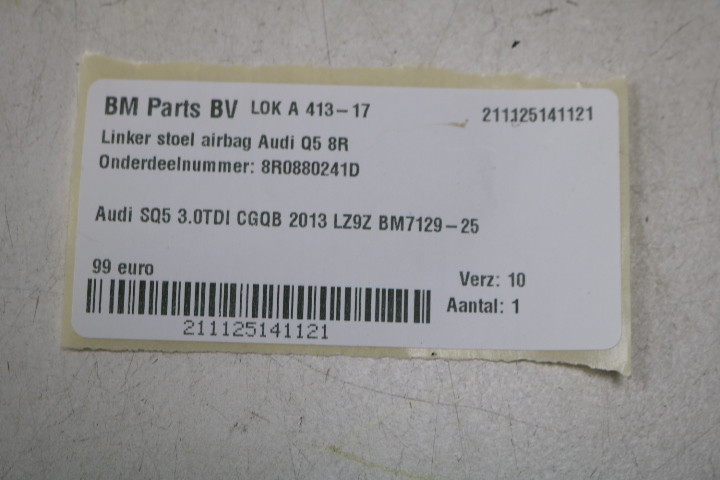 BM Parts BV LOK A 413-17 211125141121
Linker stoel airbag Audi Q5 8R
Onderdeelnummer: 8R0880241D
Audi SQ5 3.0TDI CGQB 2013 LZ9Z BM7129-25
99 euro
Verz: 10
Aantal: 1
211125141121